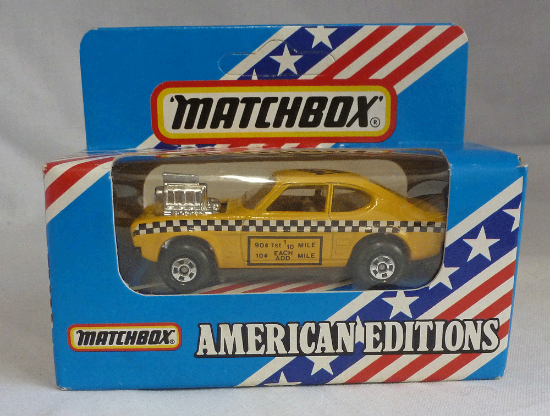 "MATCHBOX"®
90¢ 1st 1/10 MILE
10¢ EACH ADD MILE
"MATCHBOX"®
AMERICAN EDITIONS